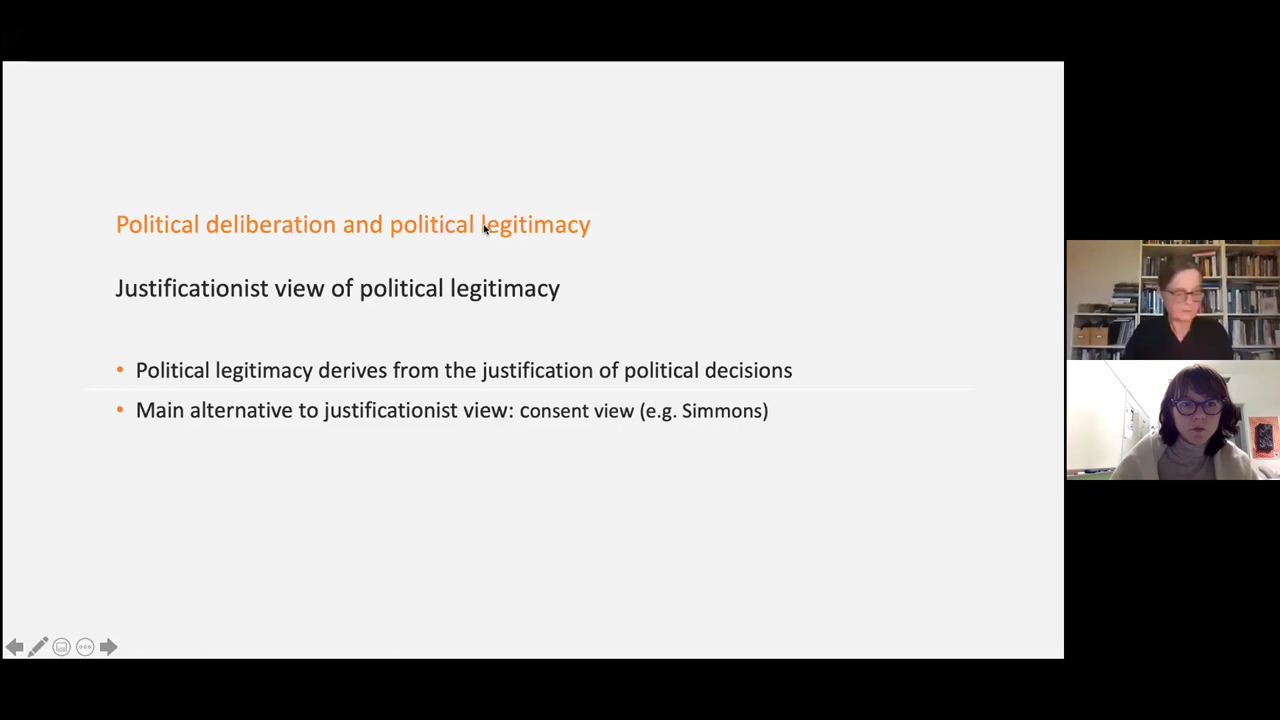 Political deliberation and political legitimacy
Justificationist view of political legitimacy
• Political legitimacy derives from the justification of political decisions
• Main alternative to justificationist view: consent view (e.g. Simmons)